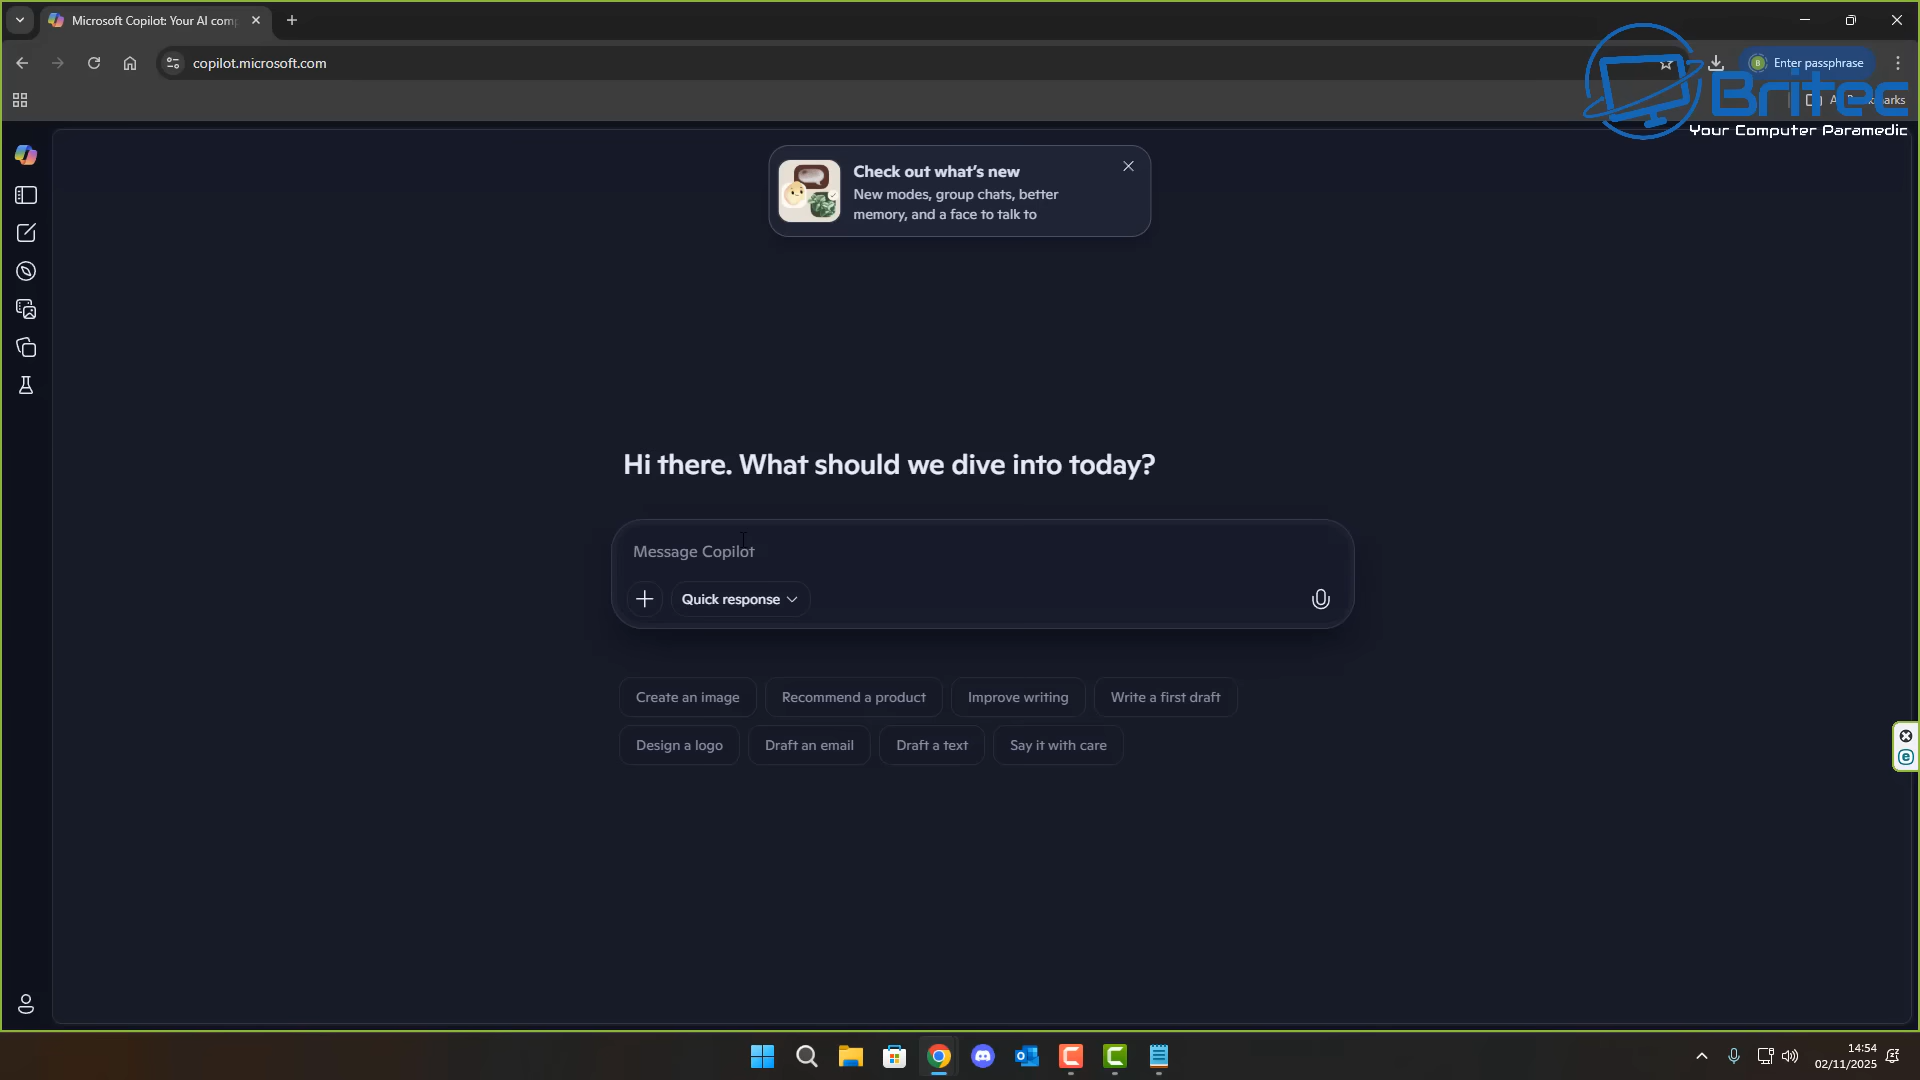 Microsoft Copilot: Your AI com
copilot.microsoft.com
B
Enter passphrase
Britec
Your Computer Paramedic
Check out what's new
New modes, group chats, better
memory, and a face to talk to
Hi there. What should we dive into today?
Message Copilot
Quick response
Create an image
Recommend a product
Improve writing
Write a first draft
Design a logo
Draft an email
Draft a text
Say it with care
14:54
02/11/2025